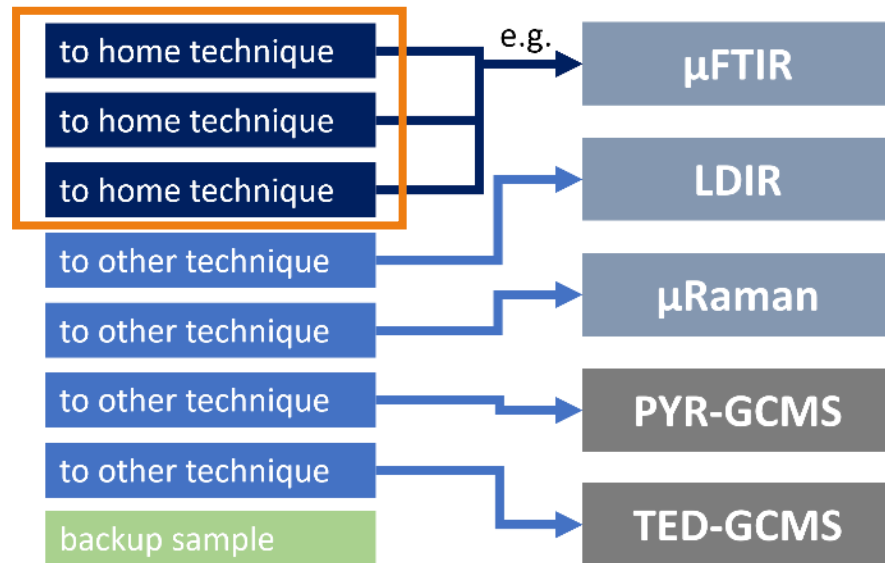 to home technique
to home technique
to home technique
to other technique
to other technique
to other technique
to other technique
backup sample
e.g.
µFTIR
LDIR
µRaman
PYR-GCMS
TED-GCMS